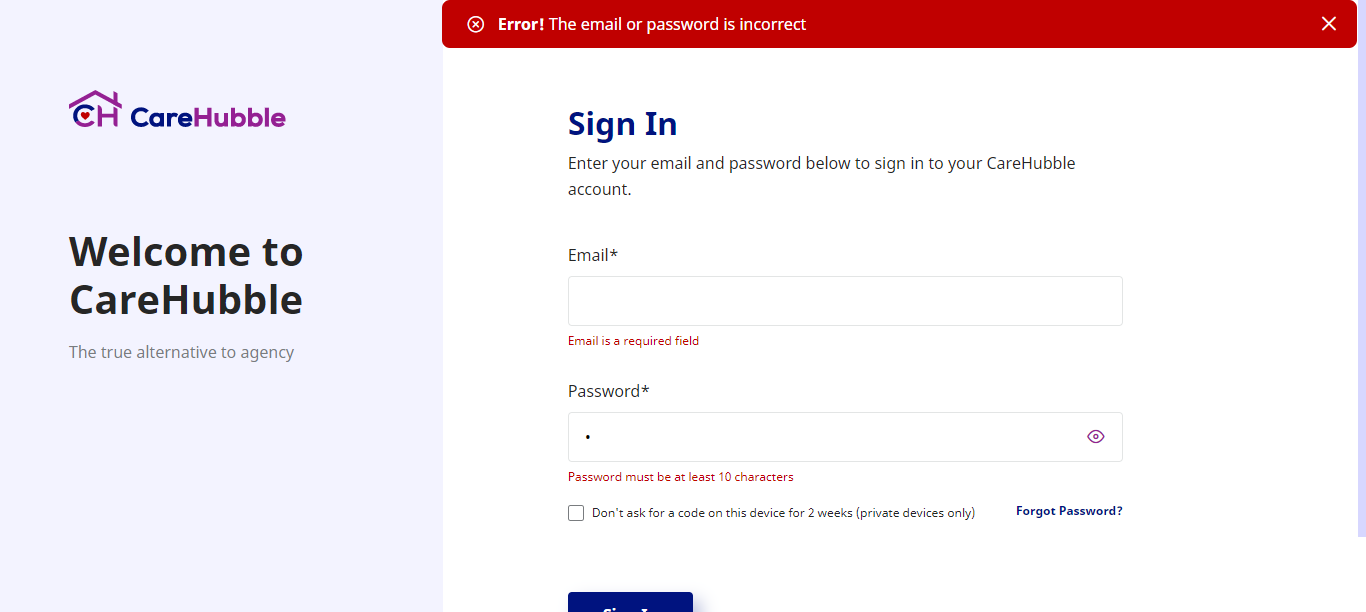 Error! The email or password is incorrect
CH CareHubble
Welcome to
CareHubble
The true alternative to agency
Sign In
Enter your email and password below to sign in to your CareHubble
account.
Email*
Email is a required field
Password*
Password must be at least 10 characters
Don't ask for a code on this device for 2 weeks (private devices only)
Forgot Password?
Sign In